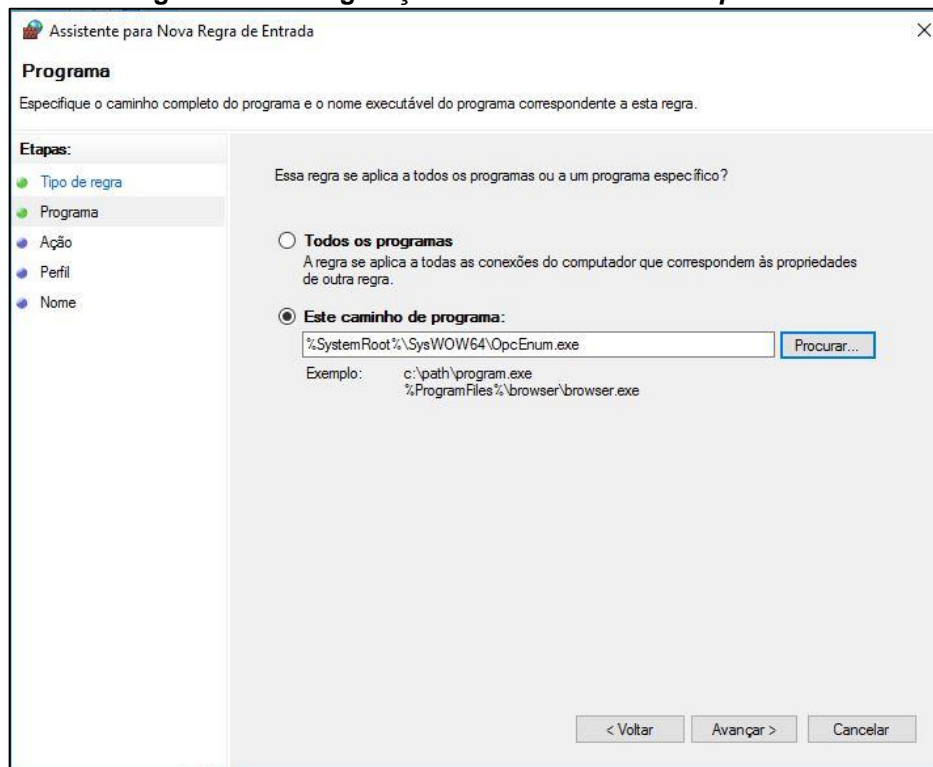 Assistente para Nova Regra de Entrada
Programa
Especifique o caminho completo do programa e o nome executável do programa correspondente a esta regra.
Etapas:
Tipo de regra
Programa
Ação
Perfil
Nome
Essa regra se aplica a todos os programas ou a um programa específico?
Todos os programas
A regra se aplica a todas as conexões do computador que correspondem às propriedades
de outra regra.
Este caminho de programa:
%SystemRoot%\SysWOW64\OpcEnum.exe
Procurar...
Exemplo: c:\path\program.exe
%ProgramFiles%\browser\browser.exe
< Voltar
Avançar >
Cancelar